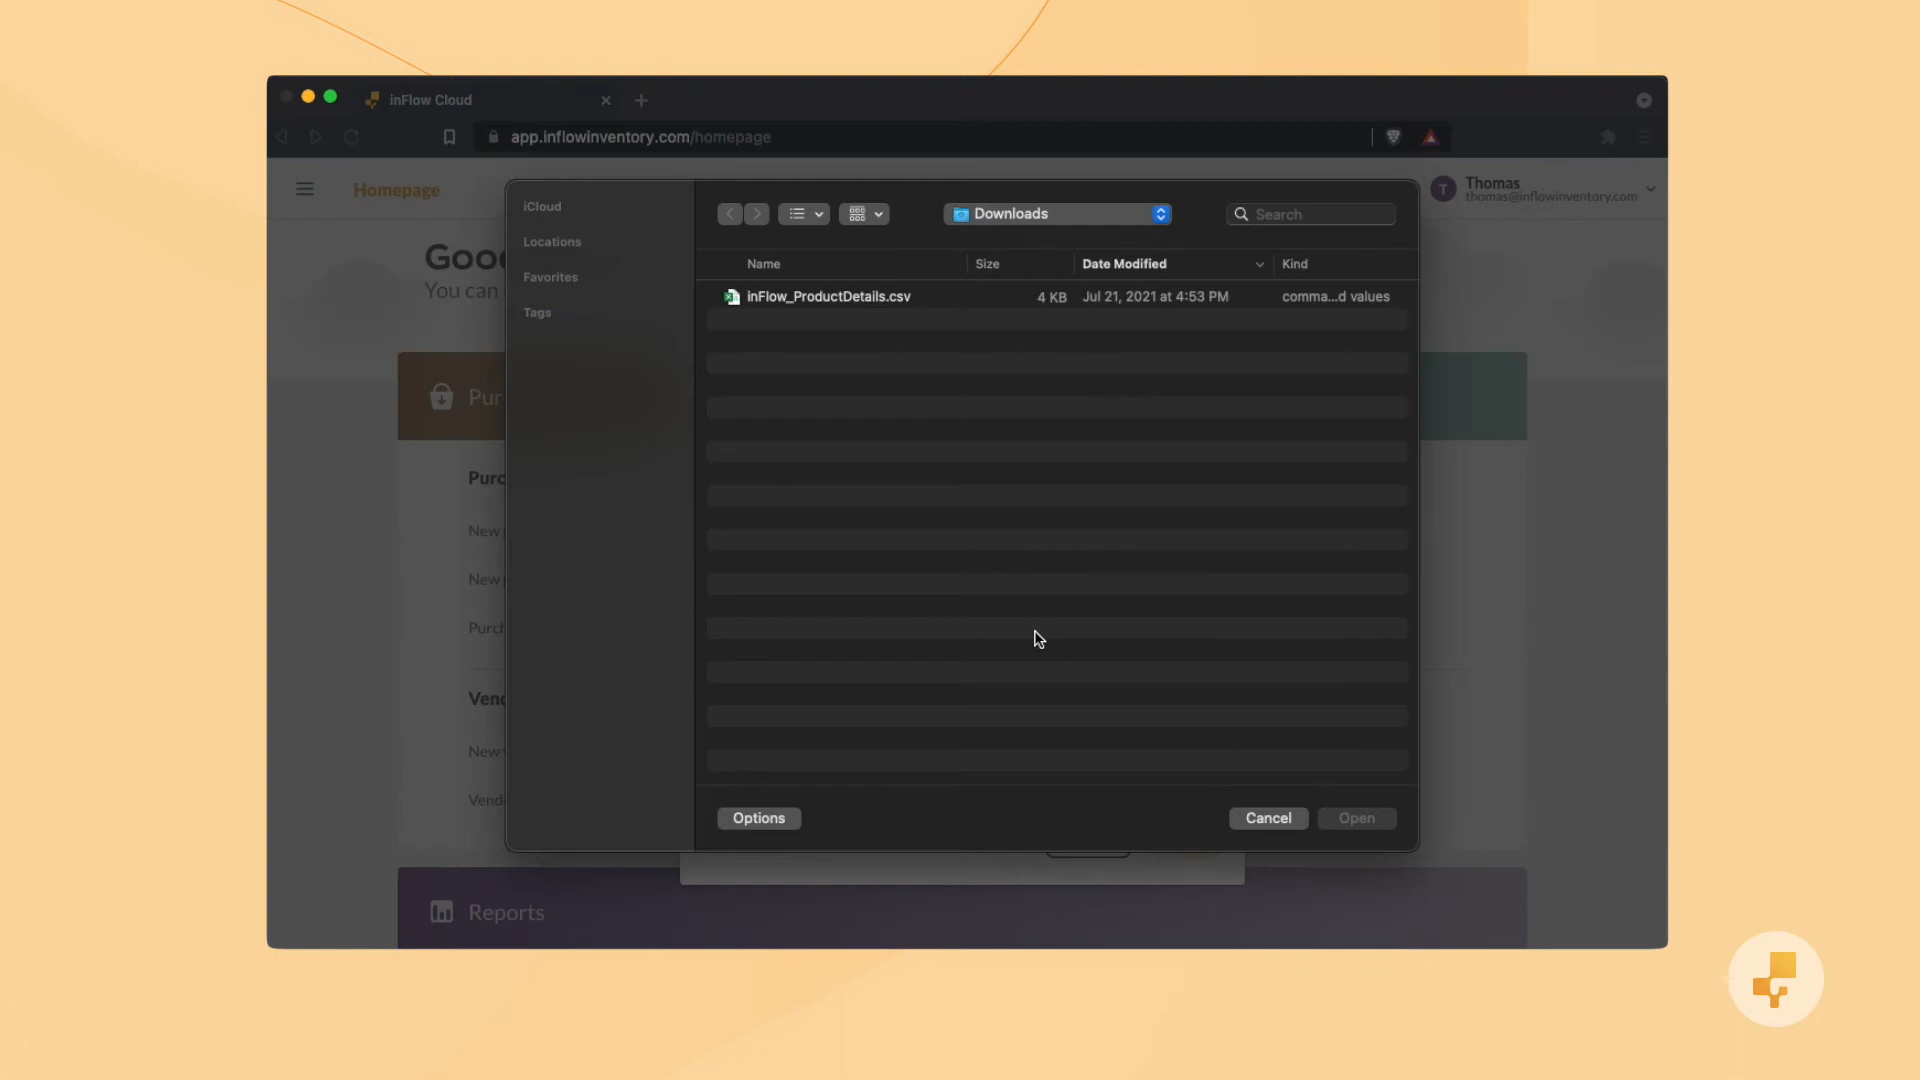 inFlow Cloud
app.inflowinventory.com/homepage
Homepage
Thomas
thomas@inflowinventory.com
T
iCloud
Locations
Favorites
Tags
Downloads
Search
Name Size Date Modified Kind
inFlow_ProductDetails.csv 4 KB Jul 21, 2021 at 4:53 PM comma...d values
Goo
You can
Pur
Purc
New
New
Purch
Vend
New
Vend
Options Cancel Open
Reports